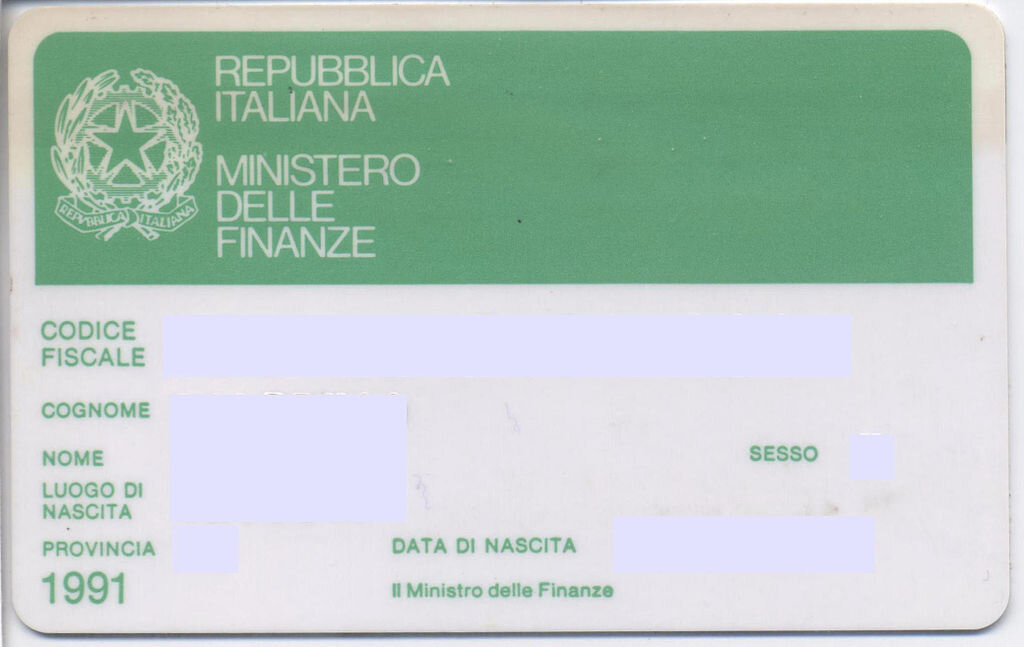 REPUBBLICA
ITALIANA
MINISTERO
DELLE
FINANZE
REPVBBLICA ITALIANA
CODICE
FISCALE
COGNOME
NOME
SESSO
LUOGO DI
NASCITA
PROVINCIA
DATA DI NASCITA
1991
Il Ministro delle Finanze